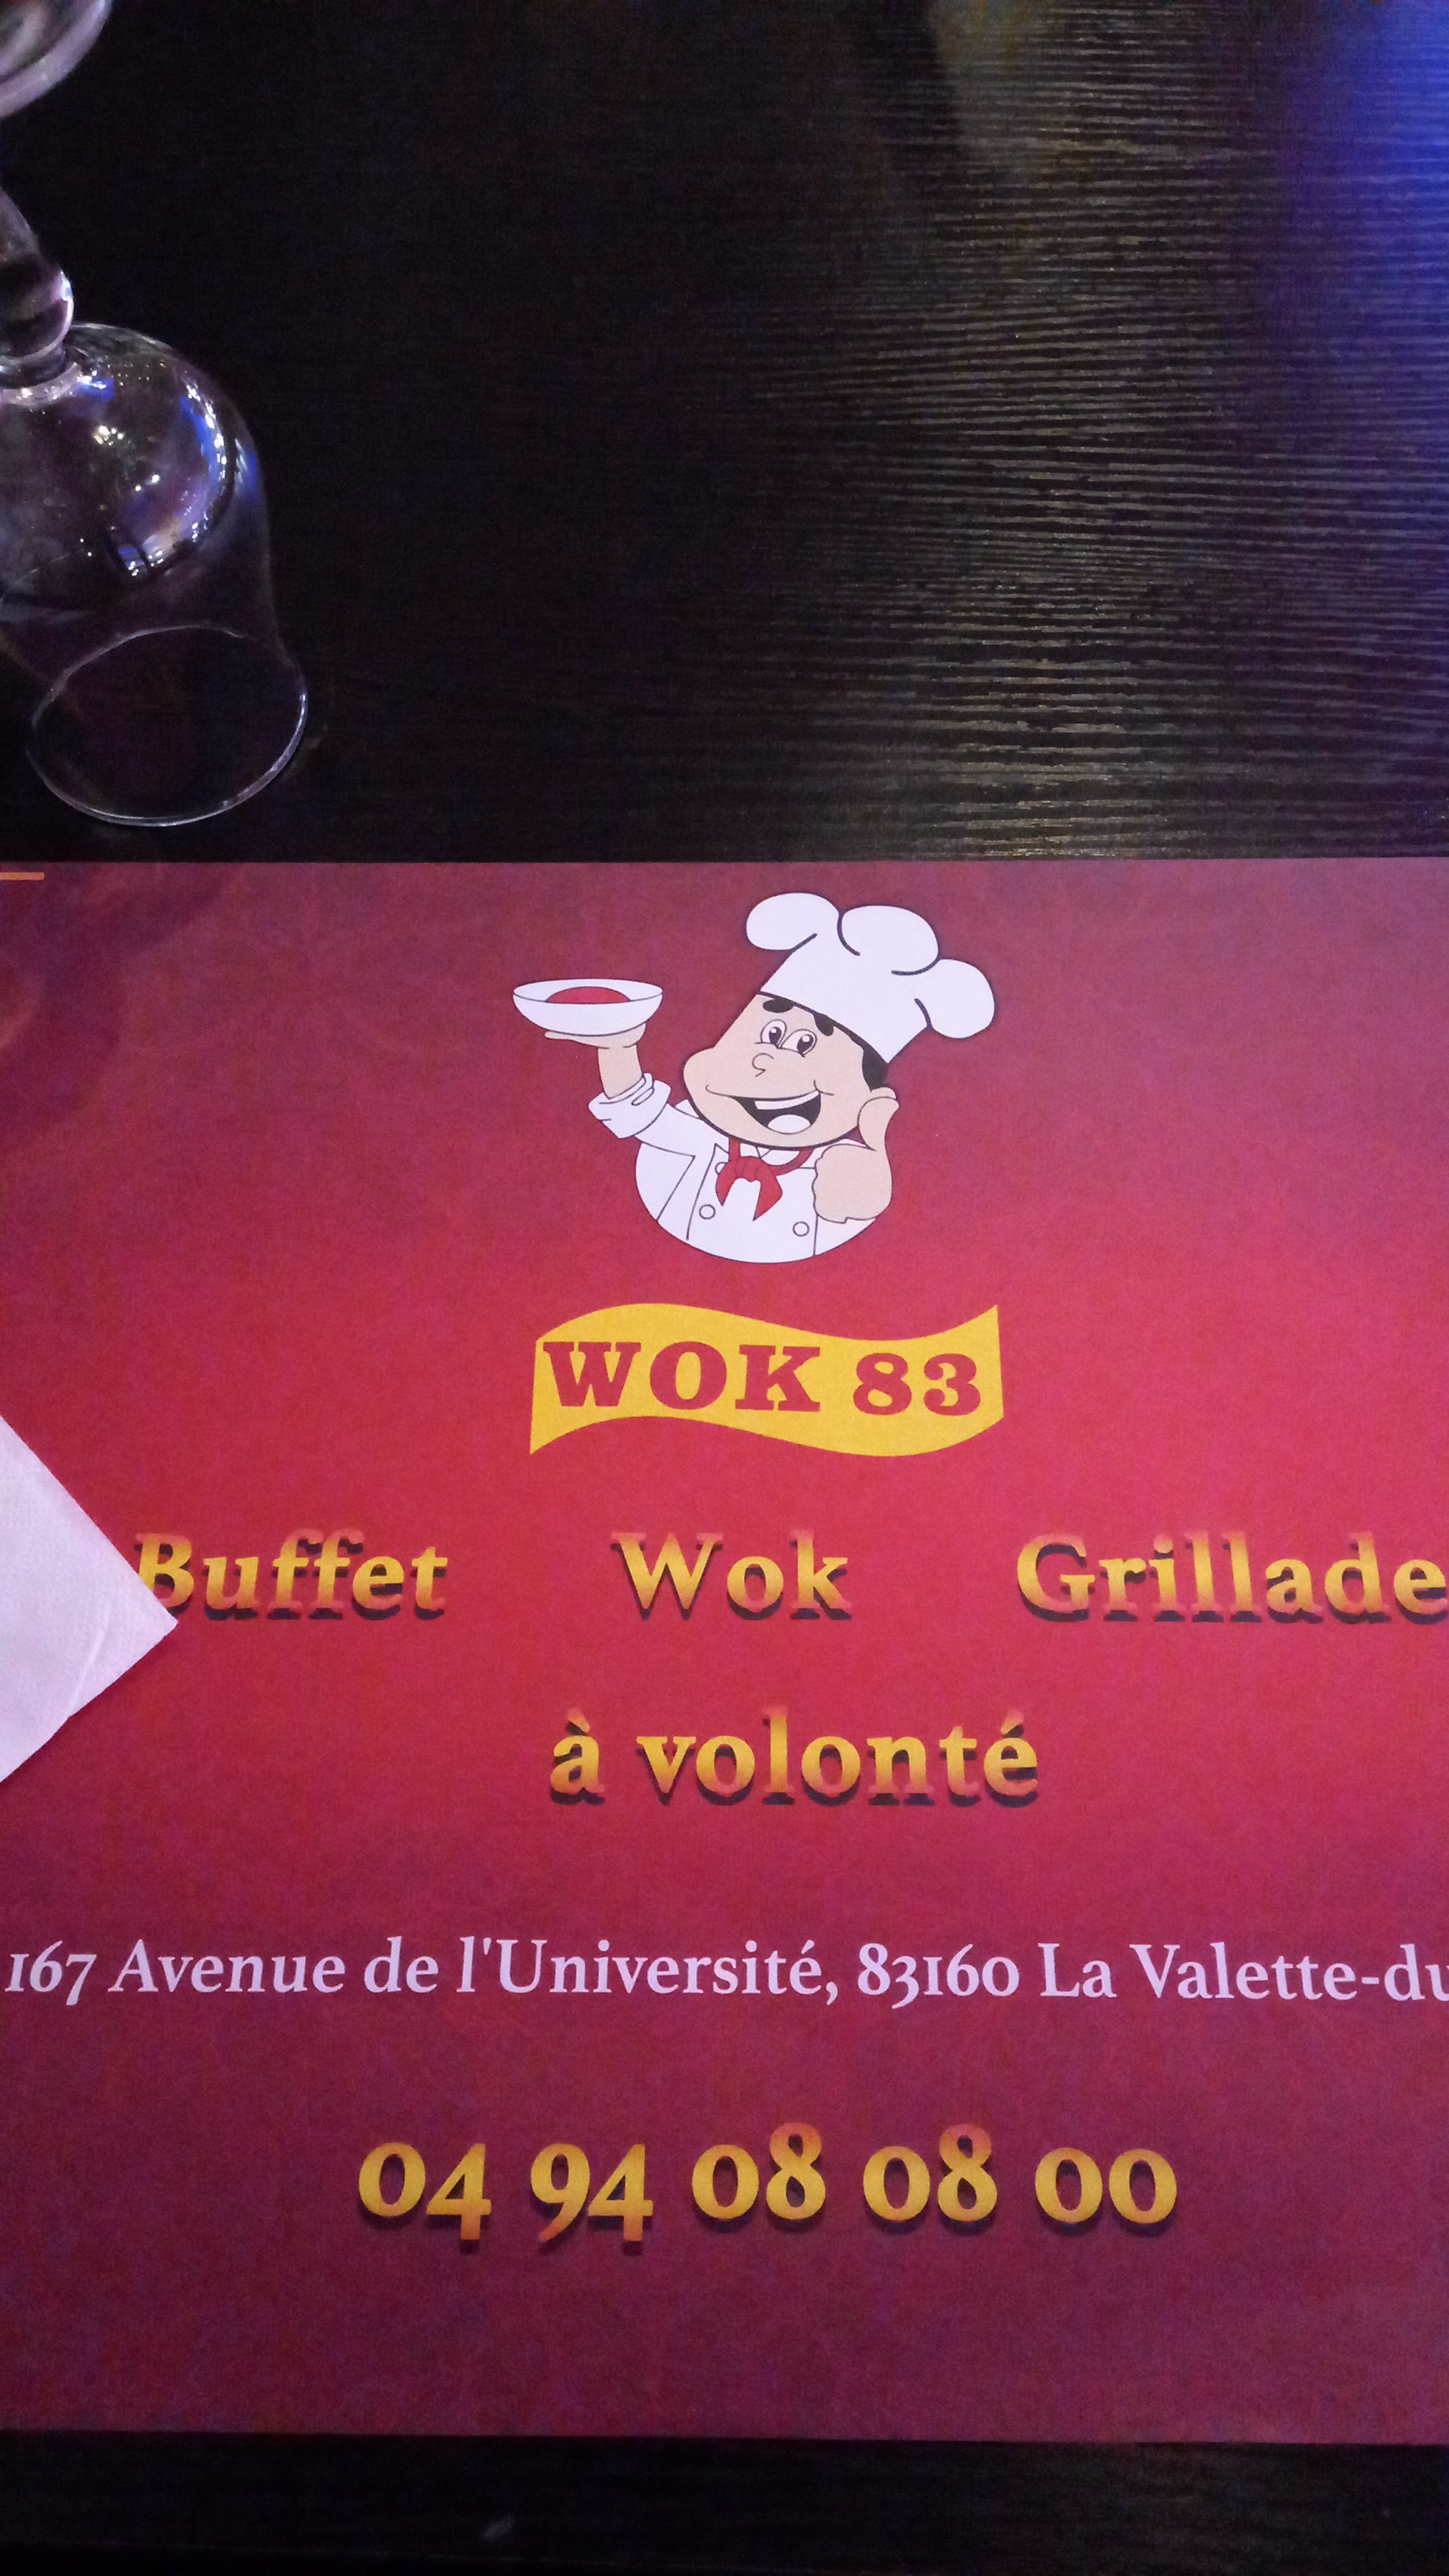 WOK 83
Buffet Wok Grillade
à volonté
167 Avenue de l'Université, 83160 La Valette-du
04 94 08 08 00